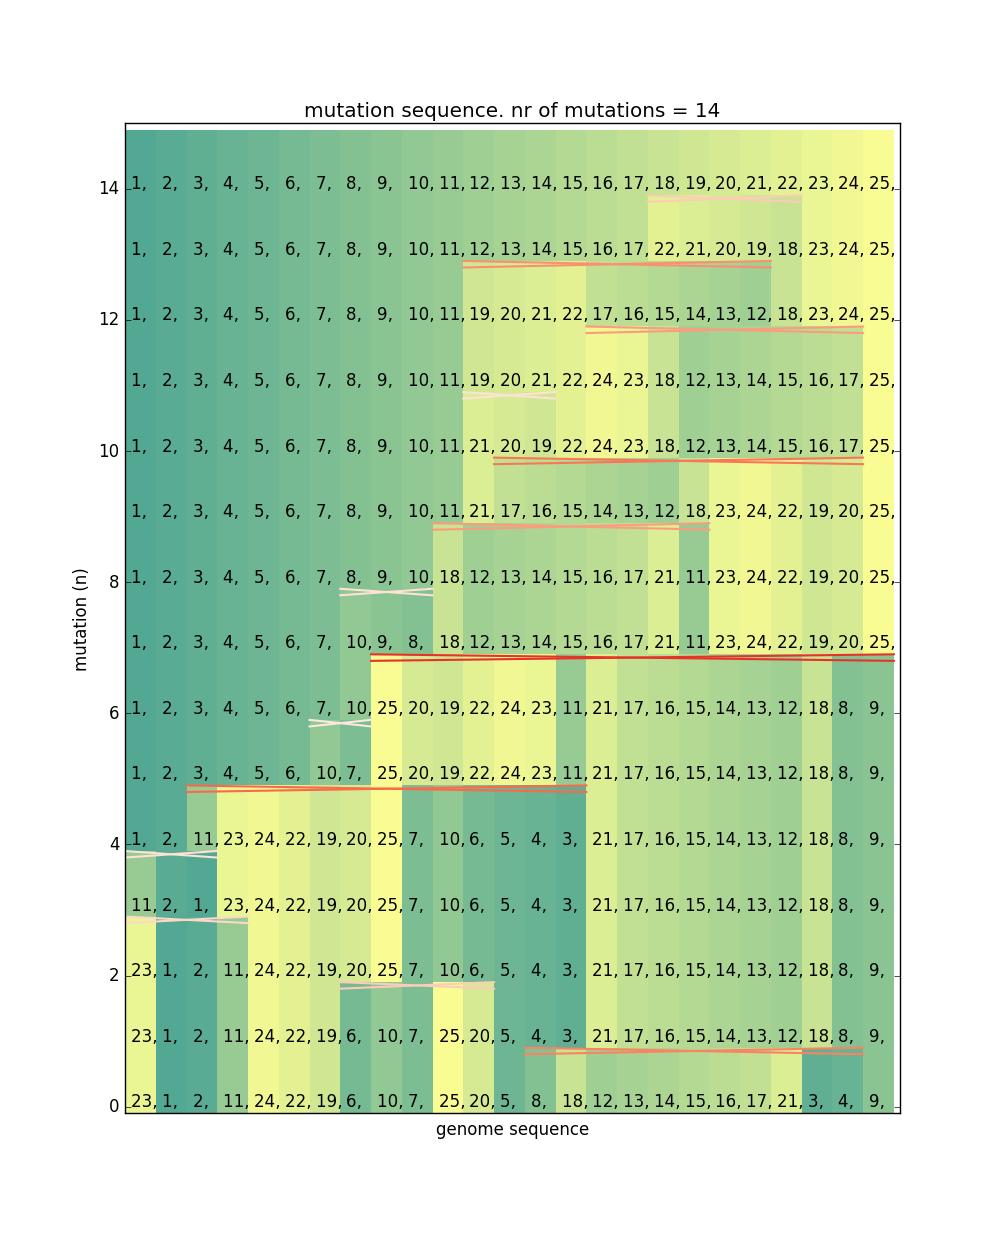 mutation sequence. nr of mutations = 14
14 1, 2, 3, 4, 5, 6, 7, 8, 9, 10, 11, 12, 13, 14, 15, 16, 17, 18, 19, 20, 21, 22, 23, 24, 25,
1, 2, 3, 4, 5, 6, 7, 8, 9, 10, 11, 12, 13, 14, 15, 16, 17, 22, 21, 20, 19, 18, 23, 24, 25,
12 1, 2, 3, 4, 5, 6, 7, 8, 9, 10, 11, 19, 20, 21, 22, 17, 16, 15, 14, 13, 12, 18, 23, 24, 25,
1, 2, 3, 4, 5, 6, 7, 8, 9, 10, 11, 19, 20, 21, 22, 24, 23, 18, 12, 13, 14, 15, 16, 17, 25,
10 1, 2, 3, 4, 5, 6, 7, 8, 9, 10, 11, 21, 20, 19, 22, 24, 23, 18, 12, 13, 14, 15, 16, 17, 25,
1, 2, 3, 4, 5, 6, 7, 8, 9, 10, 11, 21, 17, 16, 15, 14, 13, 12, 18, 23, 24, 22, 19, 20, 25,
8 1, 2, 3, 4, 5, 6, 7, 8, 9, 10, 18, 12, 13, 14, 15, 16, 17, 21, 11, 23, 24, 22, 19, 20, 25,
1, 2, 3, 4, 5, 6, 7, 10, 9, 8, 18, 12, 13, 14, 15, 16, 17, 21, 11, 23, 24, 22, 19, 20, 25,
6 1, 2, 3, 4, 5, 6, 7, 10, 25, 20, 19, 22, 24, 23, 11, 21, 17, 16, 15, 14, 13, 12, 18, 8, 9,
1, 2, 3, 4, 5, 6, 10, 7, 25, 20, 19, 22, 24, 23, 11, 21, 17, 16, 15, 14, 13, 12, 18, 8, 9,
4 1, 2, 11, 23, 24, 22, 19, 20, 25, 7, 10, 6, 5, 4, 3, 21, 17, 16, 15, 14, 13, 12, 18, 8, 9,
11, 2, 1, 23, 24, 22, 19, 20, 25, 7, 10, 6, 5, 4, 3, 21, 17, 16, 15, 14, 13, 12, 18, 8, 9,
2 23, 1, 2, 11, 24, 22, 19, 20, 25, 7, 10, 6, 5, 4, 3, 21, 17, 16, 15, 14, 13, 12, 18, 8, 9,
23, 1, 2, 11, 24, 22, 19, 6, 10, 7, 25, 20, 5, 4, 3, 21, 17, 16, 15, 14, 13, 12, 18, 8, 9,
0 23, 1, 2, 11, 24, 22, 19, 6, 10, 7, 25, 20, 5, 8, 18, 12, 13, 14, 15, 16, 17, 21, 3, 4, 9,
mutation (n)
genome sequence